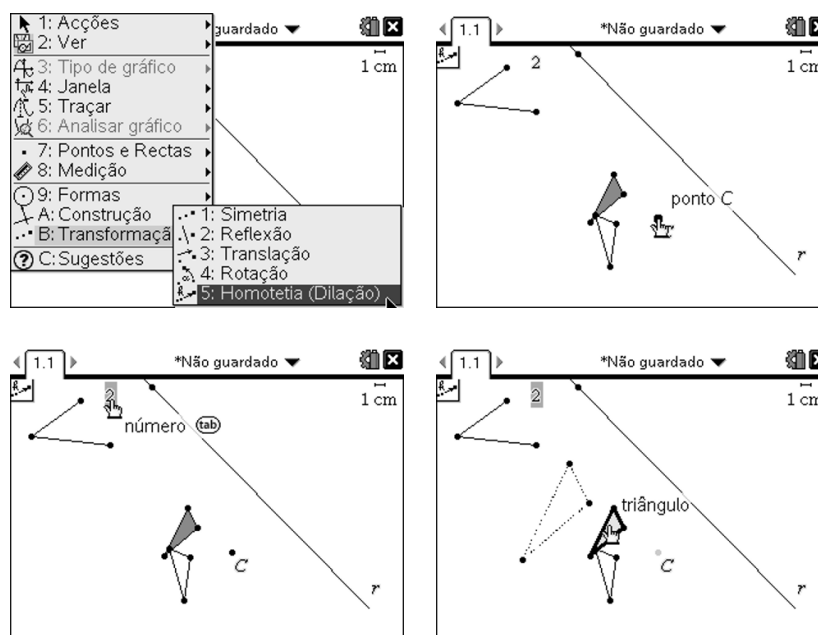 1: Acções
2: Ver
3: Tipo de gráfico
4: Janela
5: Traçar
6: Analisar gráfico
7: Pontos e Rectas
8: Medição
9: Formas
A: Construção
B: Transformaçã
C: Sugestões
guardado
1 cm
1: Simetria
2: Reflexão
3: Translação
4: Rotação
5: Homotetia (Dilação)
1.1
*Não guardado
1 cm
2
ponto C
r
1.1
*Não guardado
1 cm
2
número tab
C
r
1.1
*Não guardado
1 cm
2
triângulo
C
r